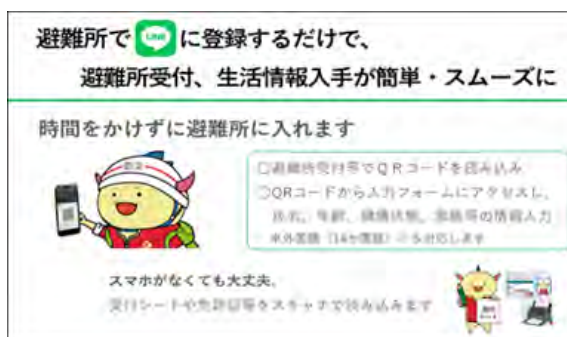 避難所で LINE に登録するだけで、
避難所受付、生活情報入手が簡単・スムーズに
時間をかけずに避難所に入れます
○避難所受付等でQRコードを読み込み
○QRコードから入力フォームにアクセスし、
氏名、年齢、健康状態、家族等の情報入力
スマホがなくても大丈夫。
受付シートや免許証等をスキャナで読み込みます